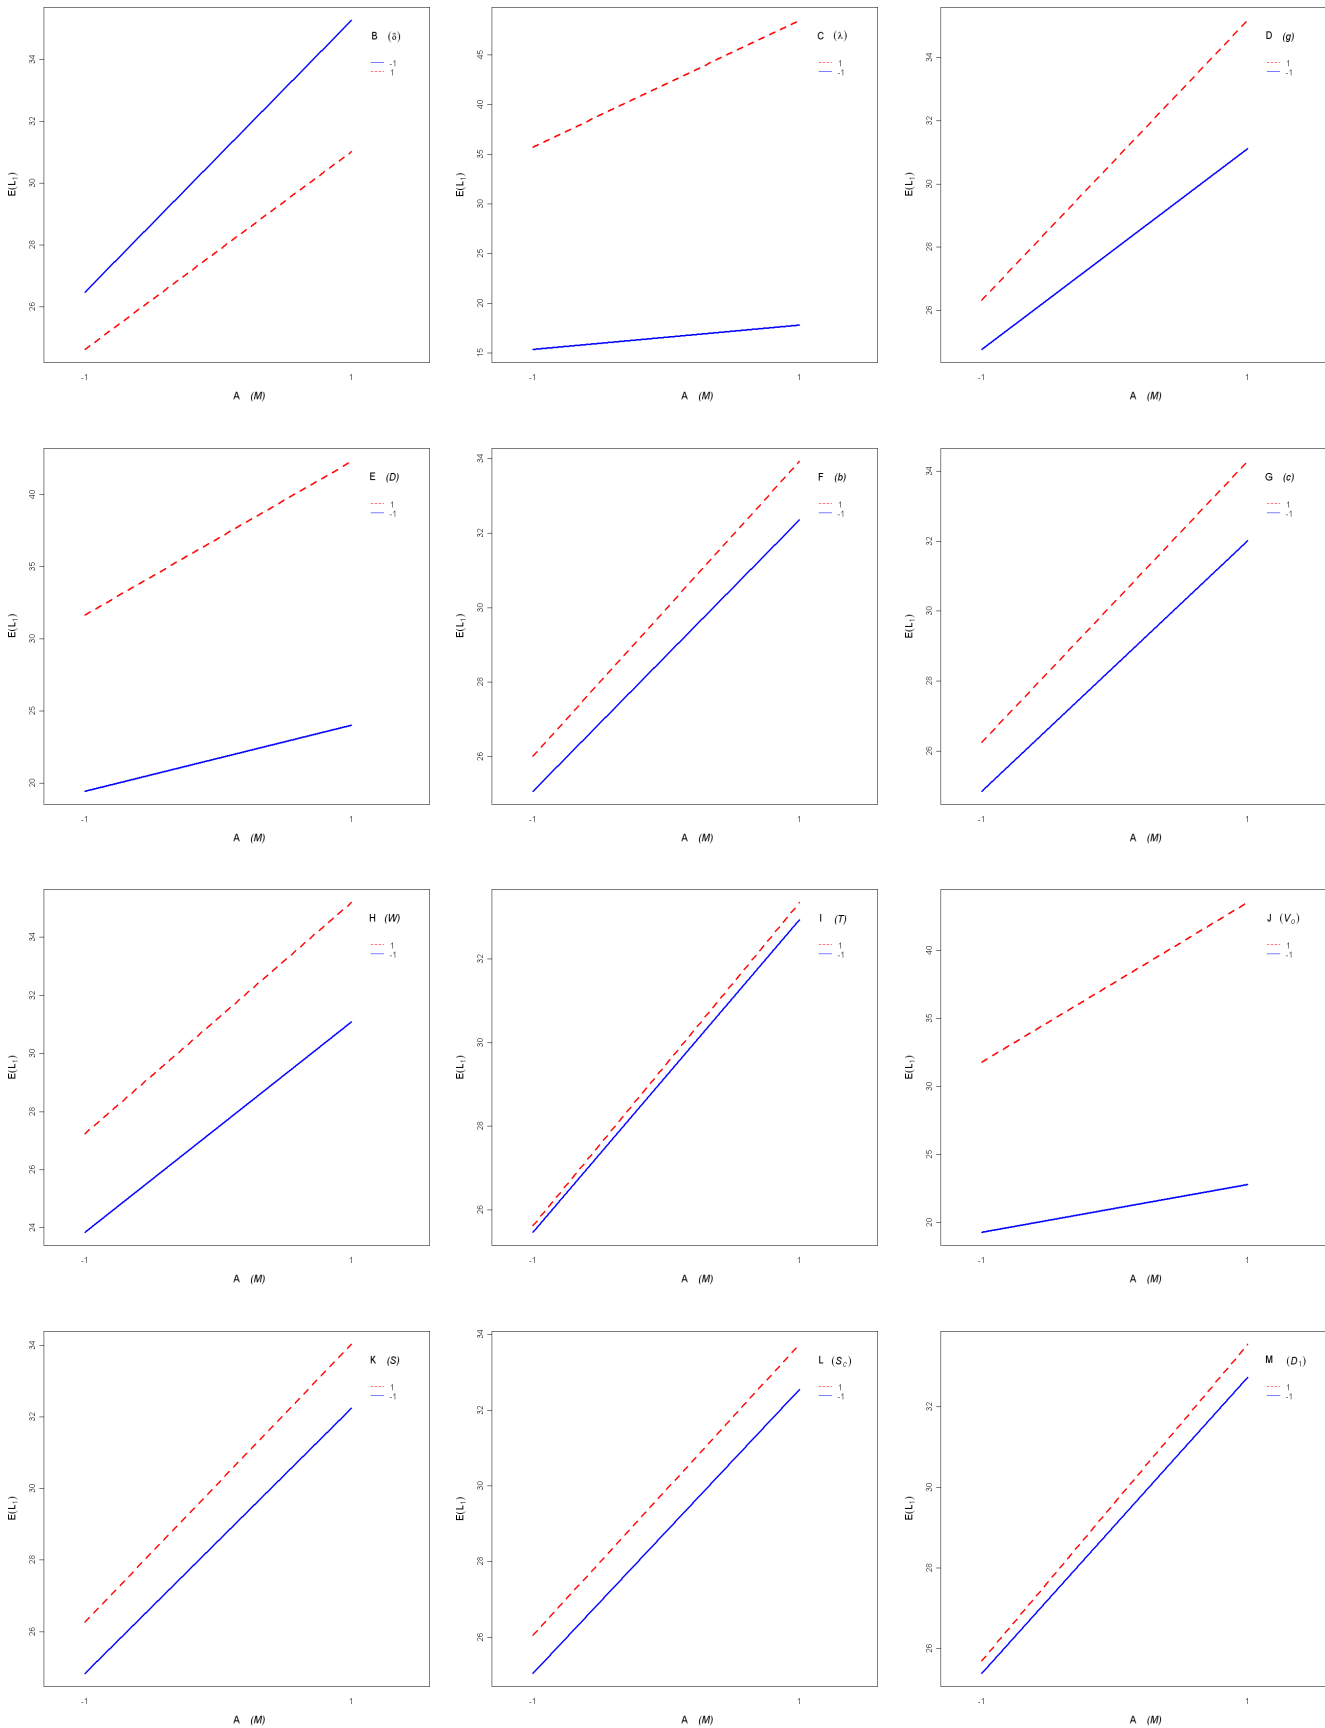 B (δ)
-1
1
E(L1)
34
32
30
28
26
-1 1
A (M)
C (λ)
1
-1
E(L1)
45
40
35
30
25
20
15
-1 1
A (M)
D (g)
1
-1
E(L1)
34
32
30
28
26
-1 1
A (M)
E (D)
1
-1
E(L1)
40
35
30
25
20
-1 1
A (M)
F (b)
1
-1
E(L1)
34
32
30
28
26
-1 1
A (M)
G (c)
1
-1
E(L1)
34
32
30
28
26
-1 1
A (M)
H (W)
1
-1
E(L1)
34
32
30
28
26
24
-1 1
A (M)
I (T)
1
-1
E(L1)
32
30
28
26
-1 1
A (M)
J (V0)
1
-1
E(L1)
40
35
30
25
20
-1 1
A (M)
K (S)
1
-1
E(L1)
34
32
30
28
26
-1 1
A (M)
L (Sc)
1
-1
E(L1)
34
32
30
28
26
-1 1
A (M)
M (D1)
1
-1
E(L1)
32
30
28
26
-1 1
A (M)